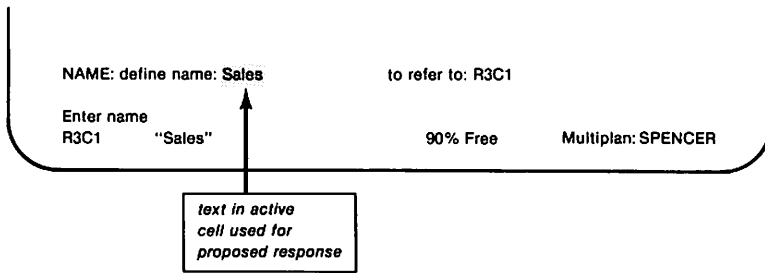 NAME: define name: Sales to refer to: R3C1
Enter name
R3C1 "Sales" 90% Free Multiplan: SPENCER
text in active
cell used for
proposed response